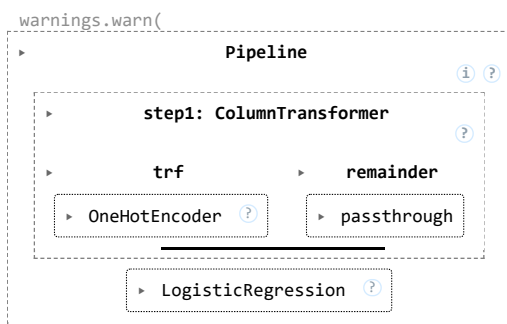 warnings.warn(
▸ Pipeline
i ?
▸ step1: ColumnTransformer
?
▸ trf ▸ remainder
▸ OneHotEncoder ? ▸ passthrough
▸ LogisticRegression ?